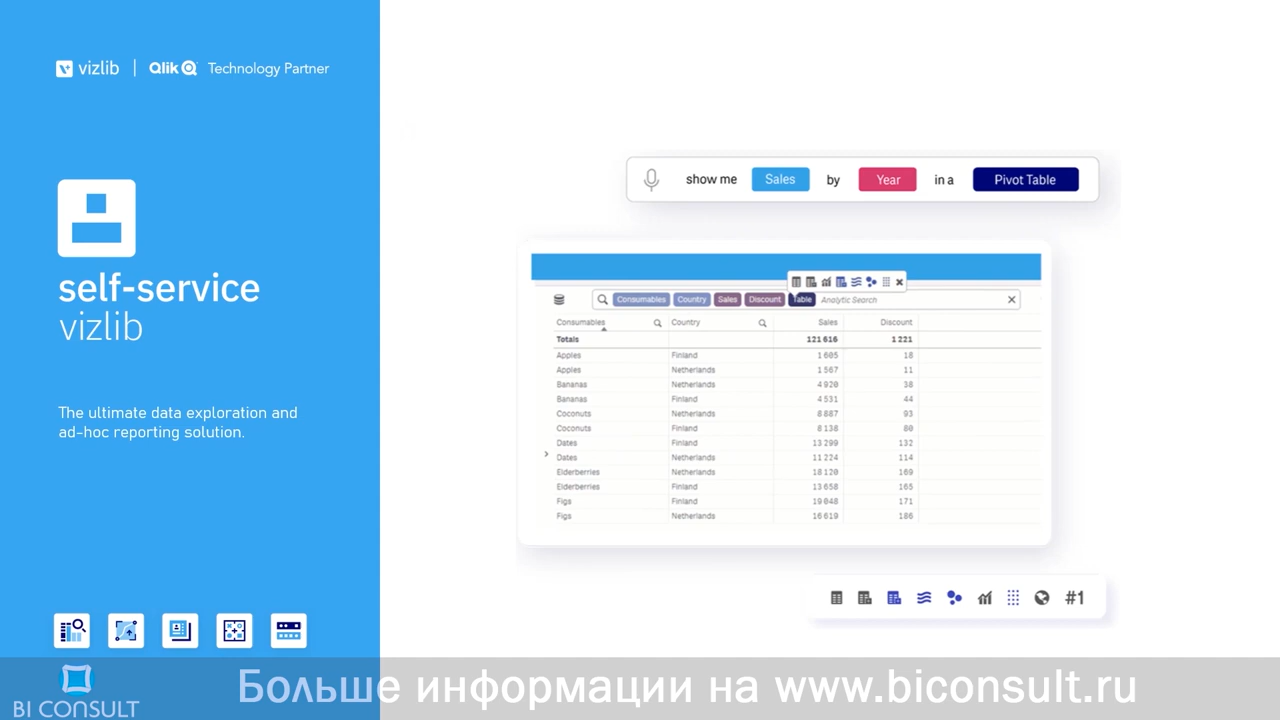 vizlib | Qlik Technology Partner
self-service
vizlib
The ultimate data exploration and
ad-hoc reporting solution.
show me Sales by Year in a Pivot Table
Consumables Country Sales Discount Table Analytic Search
Consumables Country Sales Discount
Totals 121 616 1 221
Apples Finland 1 605 18
Apples Netherlands 1 567 11
Bananas Netherlands 4 920 38
Bananas Finland 4 531 44
Coconuts Netherlands 8 887 93
Coconuts Finland 8 138 80
Dates Finland 13 299 132
Dates Netherlands 11 224 114
Elderberries Netherlands 18 120 169
Elderberries Finland 13 658 165
Figs Finland 19 048 171
Figs Netherlands 16 619 186
#1
BI CONSULT
Больше информации на www.biconsult.ru